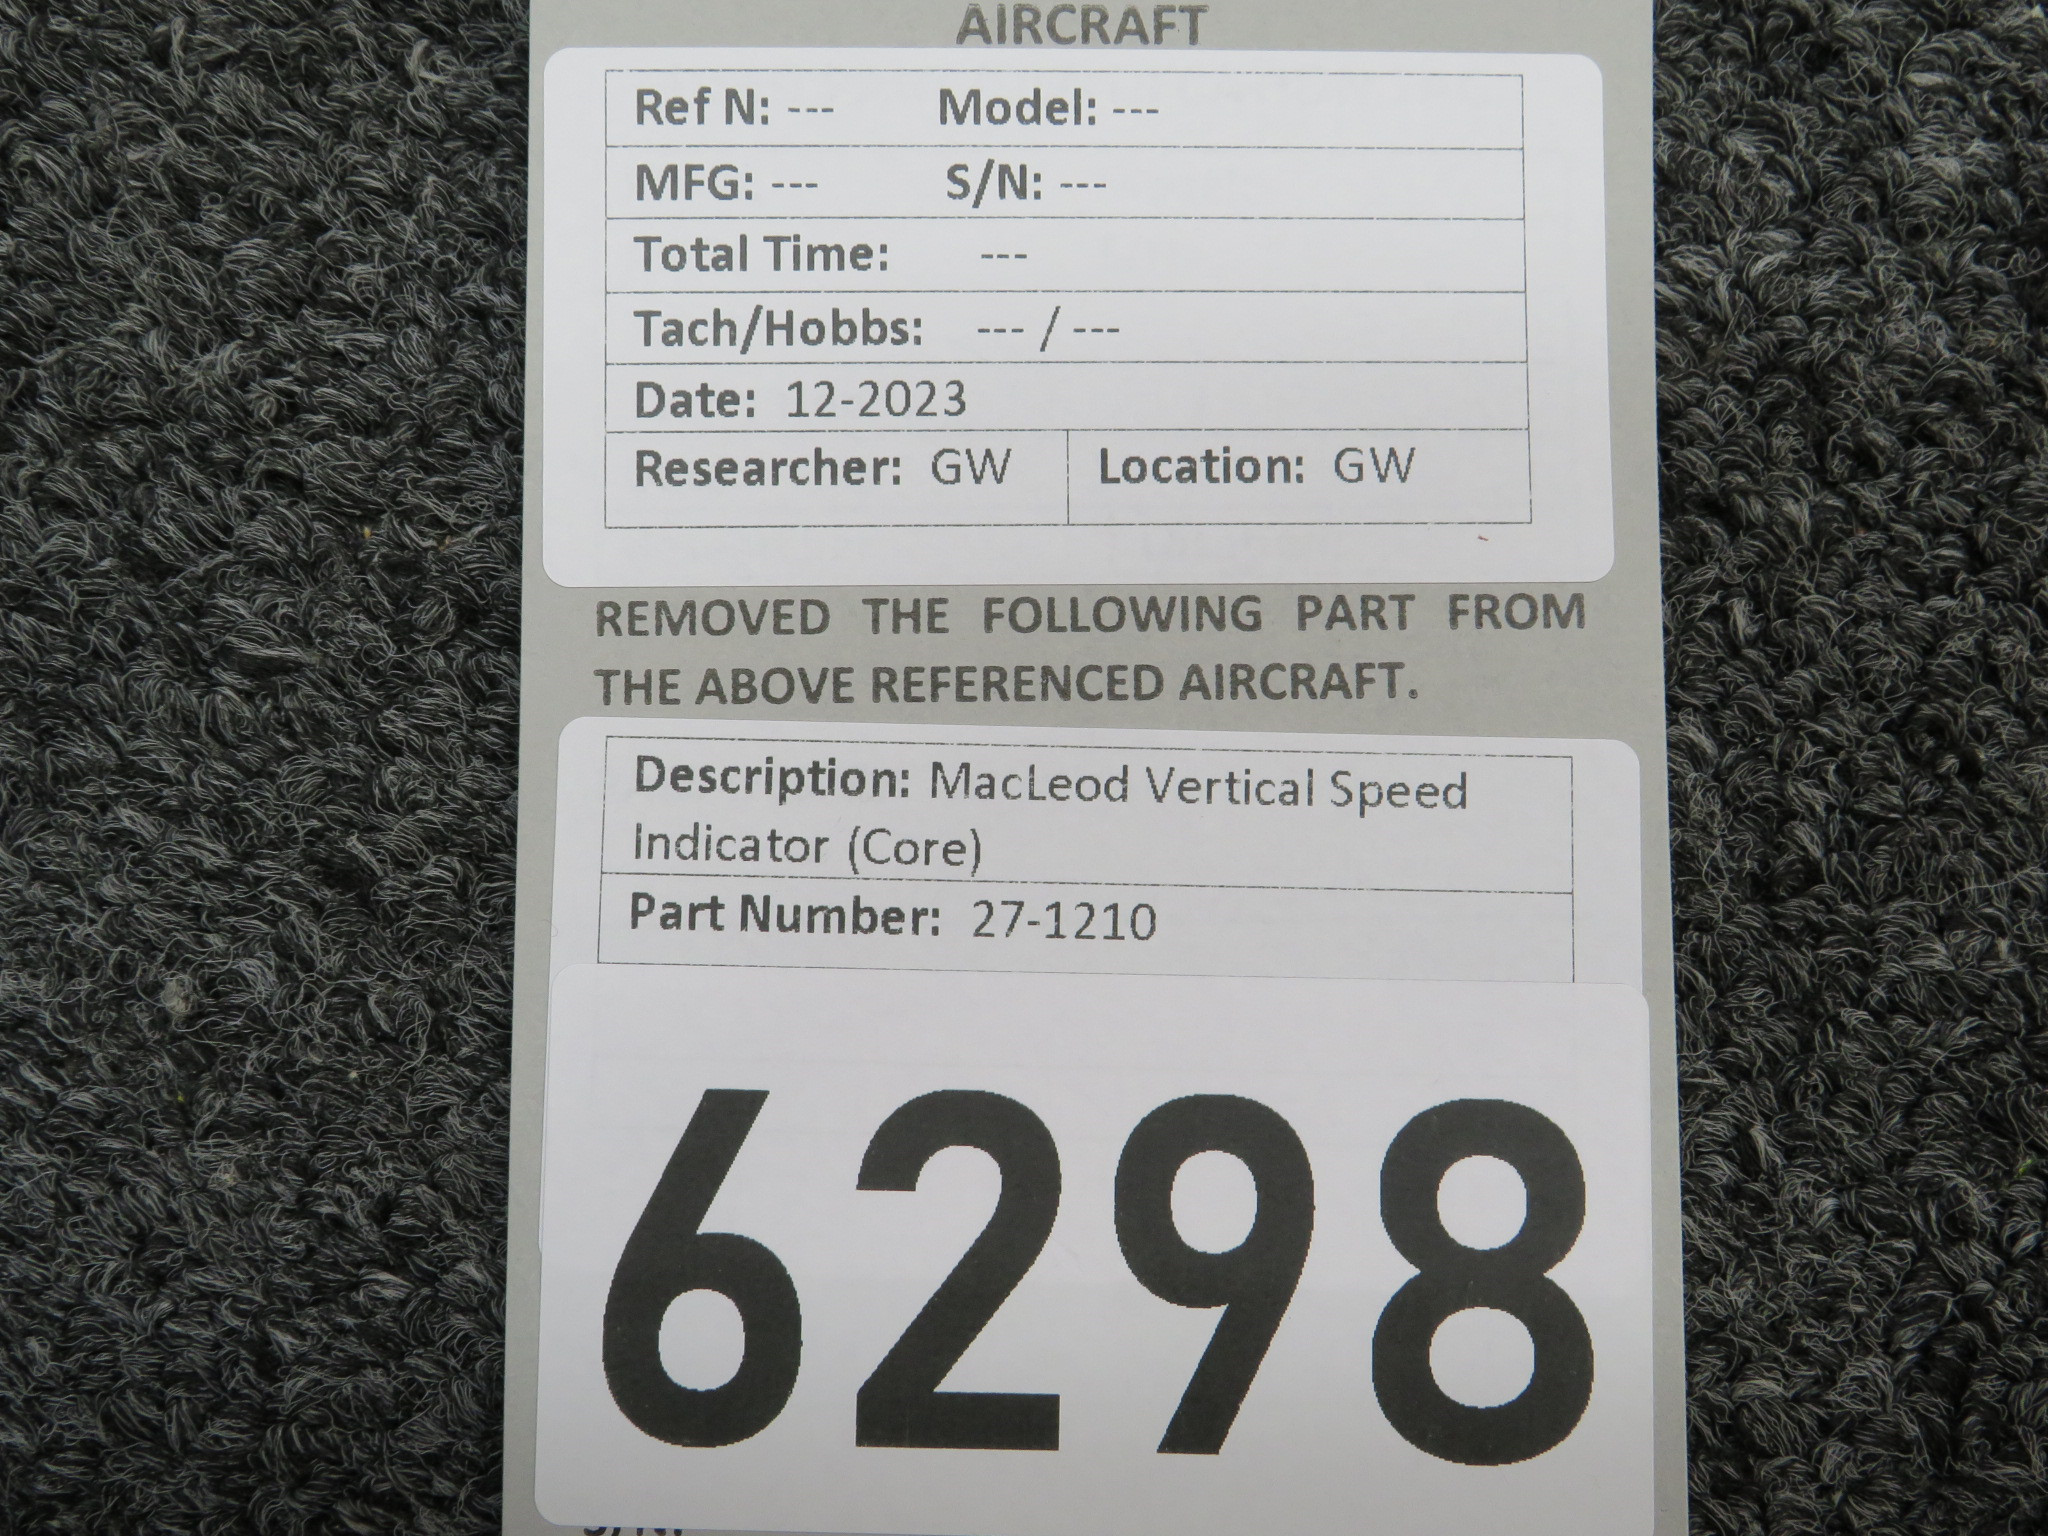 AIRCRAFT
Ref N: --- Model: ---
MFG: --- S/N: ---
Total Time: ---
Tach/Hobbs: --- / ---
Date: 12-2023
Researcher: GW Location: GW
REMOVED THE FOLLOWING PART FROM
THE ABOVE REFERENCED AIRCRAFT.
Description: MacLeod Vertical Speed
Indicator (Core)
Part Number: 27-1210
6298